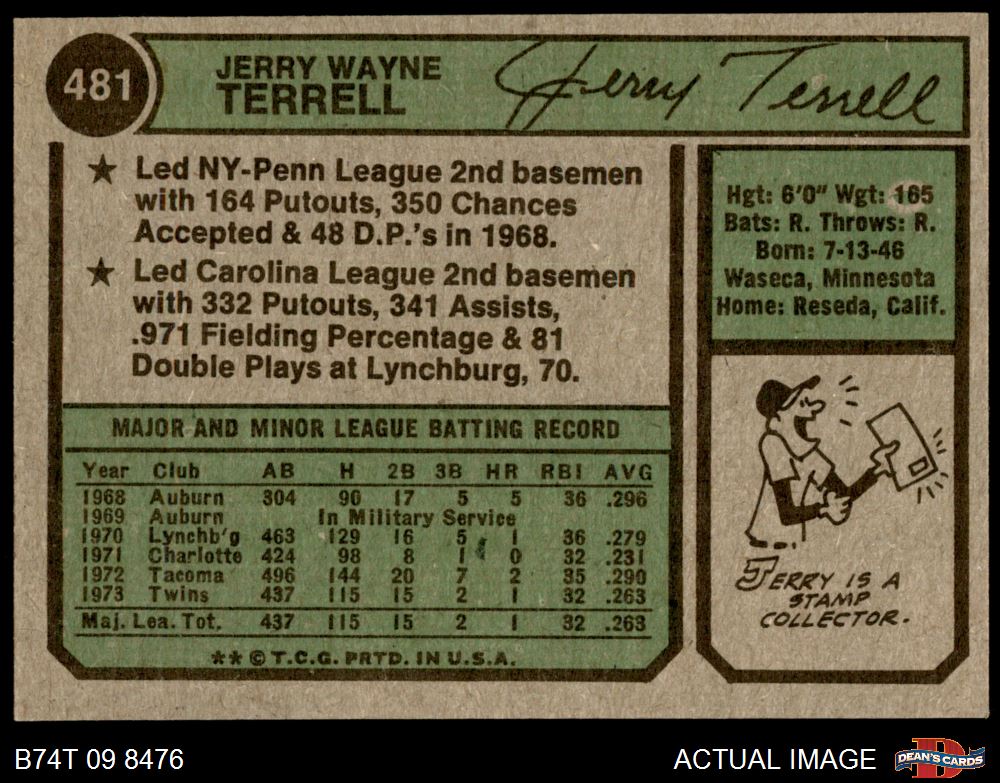 481
JERRY WAYNE
TERRELL
Jerry Terrell
★ Led NY-Penn League 2nd basemen
with 164 Putouts, 350 Chances
Accepted & 48 D.P.'s in 1968.
★ Led Carolina League 2nd basemen
with 332 Putouts, 341 Assists,
.971 Fielding Percentage & 81
Double Plays at Lynchburg, 70.
Hgt: 6'0" Wgt: 165
Bats: R. Throws: R.
Born: 7-13-46
Waseca, Minnesota
Home: Reseda, Calif.
MAJOR AND MINOR LEAGUE BATTING RECORD
Year Club AB H 2B 3B HR RBI AVG
1968 Auburn 304 90 17 5 5 36 .296
1969 Auburn In Military Service
1970 Lynchb'g 463 129 16 5 1 36 .279
1971 Charlotte 424 98 8 1 0 32 .231
1972 Tacoma 496 144 20 7 2 35 .290
1973 Twins 437 115 15 2 1 32 .263
Maj. Lea. Tot. 437 115 15 2 1 32 .263
** © T.C.G. PRTD. IN U.S.A.
JERRY IS A
STAMP
COLLECTOR.
B74T 09 8476
ACTUAL IMAGE
D
DEAN'S CARDS